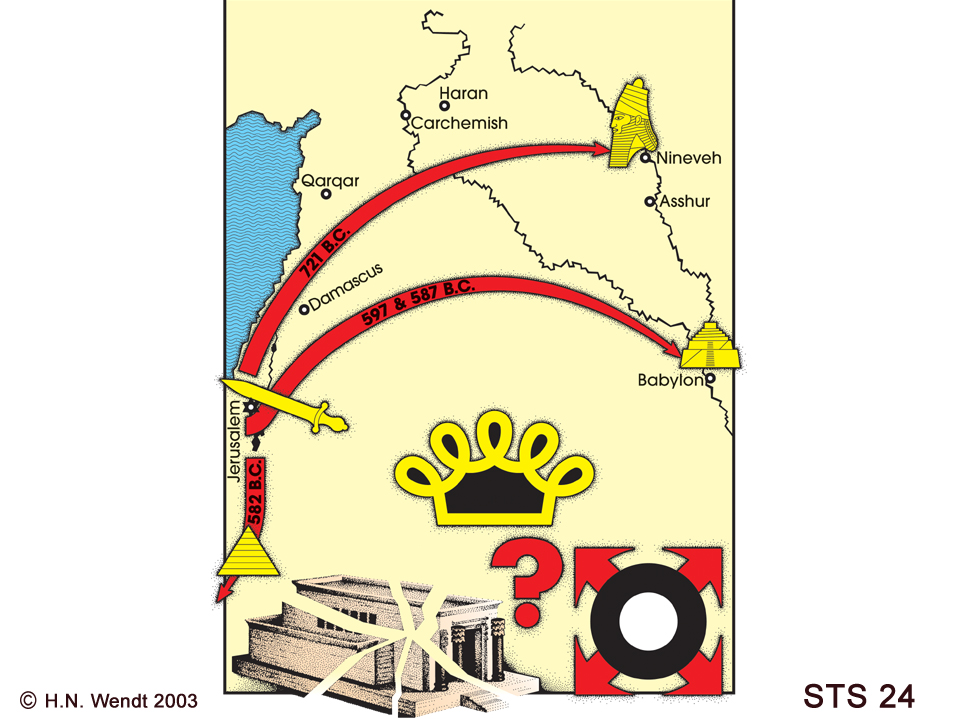 Haran
Carchemish
Nineveh
Qarqar
Asshur
721 B.C.
Damascus
597 & 587 B.C.
Babylon
Jerusalem
582 B.C.
?
© H.N. Wendt 2003
STS 24